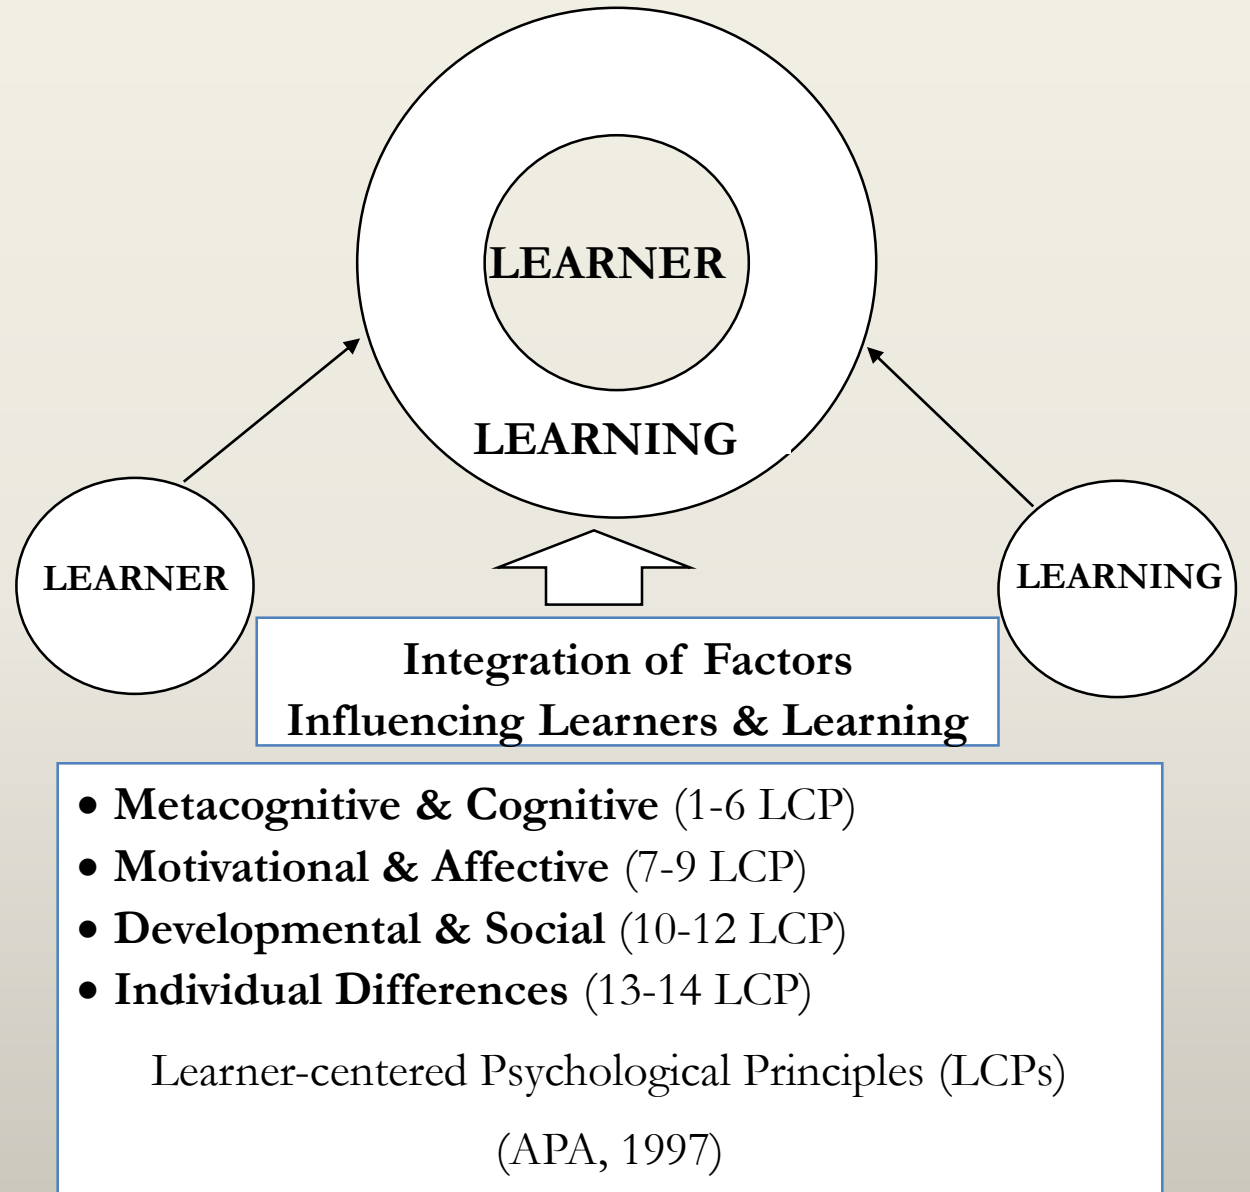 LEARNER
LEARNING
LEARNER
LEARNING
Integration of Factors
Influencing Learners & Learning
• Metacognitive & Cognitive (1-6 LCP)
• Motivational & Affective (7-9 LCP)
• Developmental & Social (10-12 LCP)
• Individual Differences (13-14 LCP)
Learner-centered Psychological Principles (LCPs)
(APA, 1997)